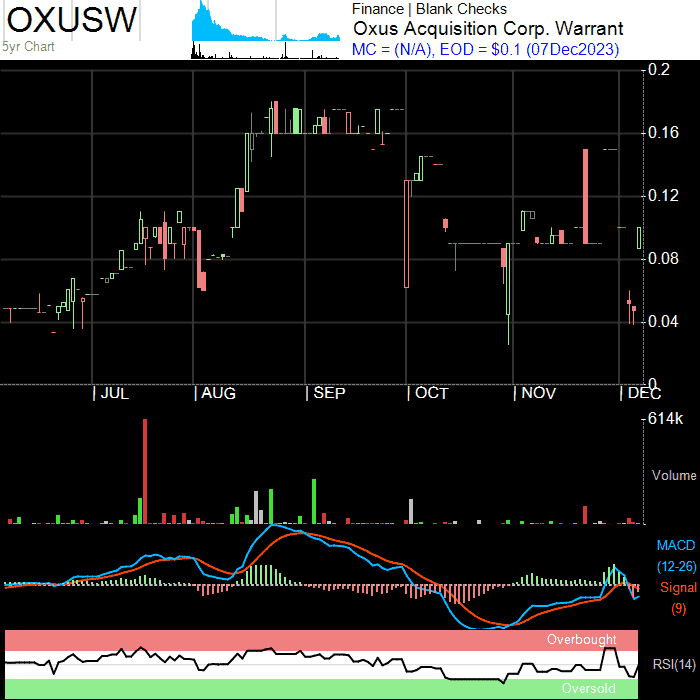 OXUSW
5yr Chart
Finance | Blank Checks
Oxus Acquisition Corp. Warrant
MC = (N/A), EOD = $0.1 (07Dec2023)
0.2
0.16
0.12
0.08
0.04
0
| JUL | AUG | SEP | OCT | NOV | DEC
614k
Volume
MACD
(12-26)
Signal
(9)
Overbought
RSI(14)
Oversold